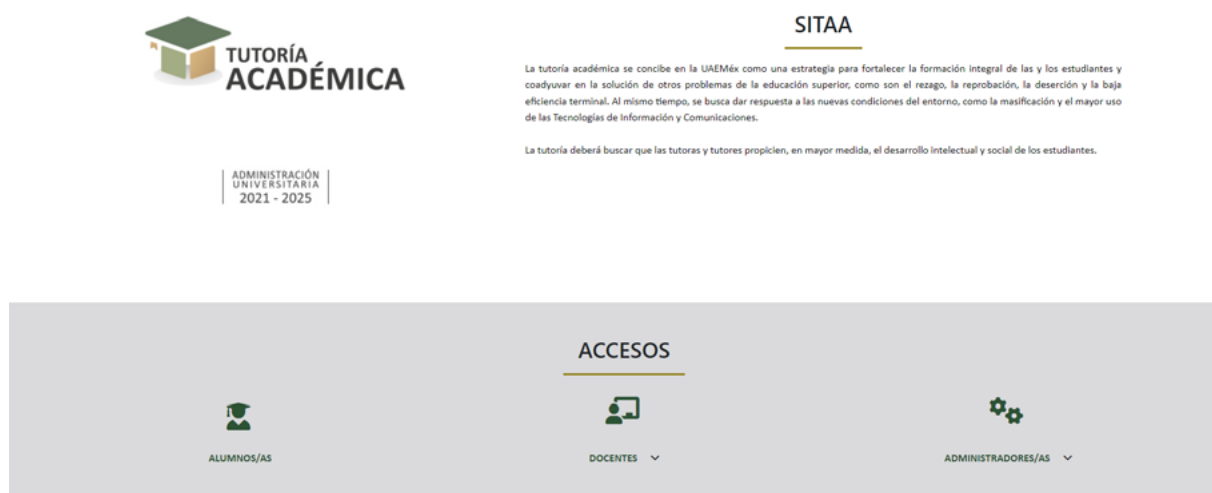 TUTORÍA
ACADÉMICA
ADMINISTRACIÓN
UNIVERSITARIA
2021 - 2025
SITAA
La tutoría académica se concibe en la UAEMéx como una estrategia para fortalecer la formación integral de las y los estudiantes y
coadyuvar en la solución de otros problemas de la educación superior, como son el rezago, la reprobación, la deserción y la baja
eficiencia terminal. Al mismo tiempo, se busca dar respuesta a las nuevas condiciones del entorno, como la masificación y el mayor uso
de las Tecnologías de Información y Comunicaciones.
La tutoría deberá buscar que las tutoras y tutores propicien, en mayor medida, el desarrollo intelectual y social de los estudiantes.
ACCESOS
ALUMNOS/AS
DOCENTES
ADMINISTRADORES/AS